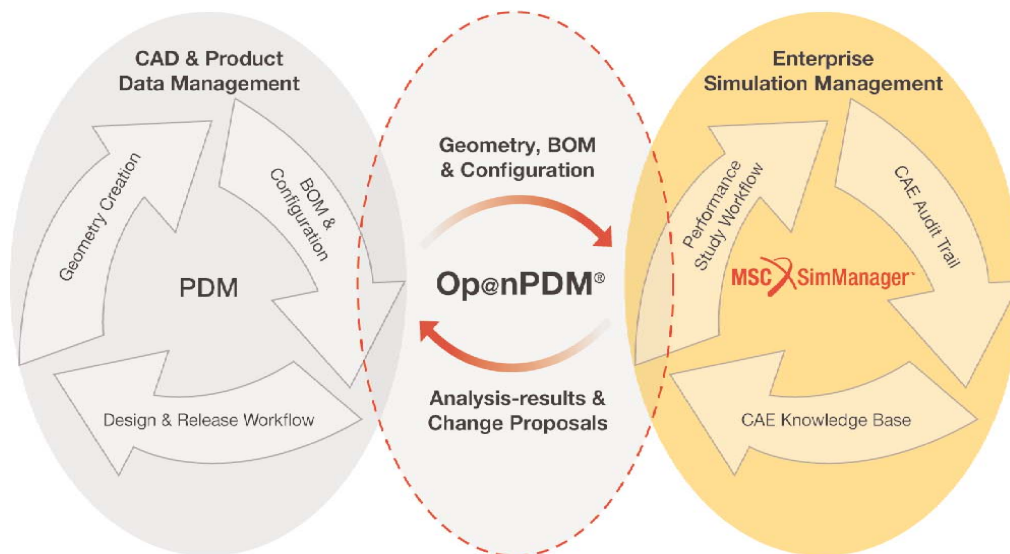 CAD & Product
Data Management
Geometry Creation
BOM &
Configuration
PDM
Design & Release Workflow
Geometry, BOM
& Configuration
Op@nPDM®
Analysis-results &
Change Proposals
Enterprise
Simulation Management
Performance
Study Workflow
CAE Audit Trail
MSC SimManager™
CAE Knowledge Base